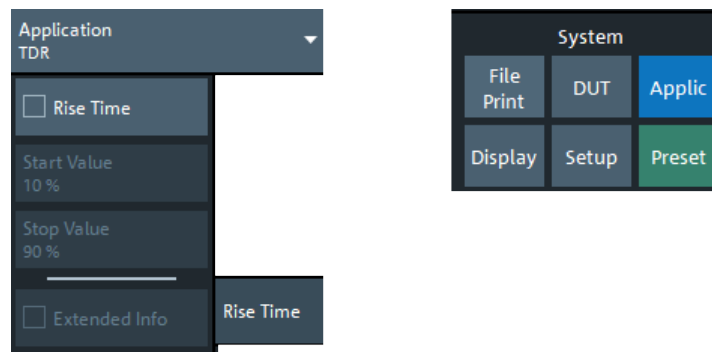 Application
TDR
Rise Time
Start Value
10 %
Stop Value
90 %
Extended Info
Rise Time
System
File
Print
DUT
Applic
Display
Setup
Preset